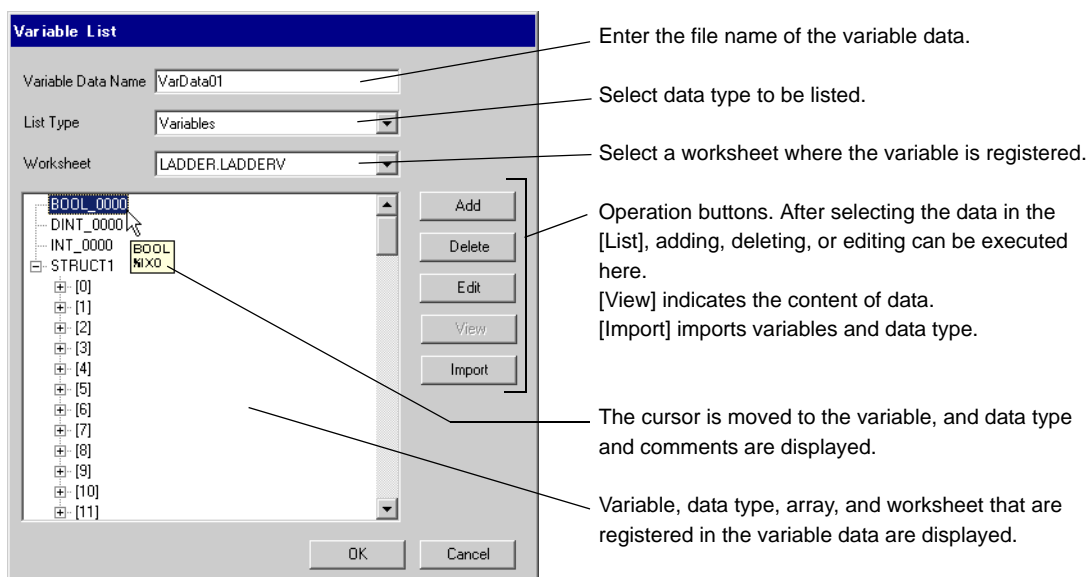 Variable List
Enter the file name of the variable data.
Variable Data Name VarData01
Select data type to be listed.
List Type Variables
Worksheet LADDER.LADDERV
Select a worksheet where the variable is registered.
BOOL_0000
DINT_0000
INT_0000
BOOL
%IX0
STRUCT1
[0]
[1]
[2]
[3]
[4]
[5]
[6]
[7]
[8]
[9]
[10]
[11]
Add
Delete
Edit
View
Import
Operation buttons. After selecting the data in the
[List], adding, deleting, or editing can be executed
here.
[View] indicates the content of data.
[Import] imports variables and data type.
The cursor is moved to the variable, and data type
and comments are displayed.
Variable, data type, array, and worksheet that are
registered in the variable data are displayed.
OK
Cancel